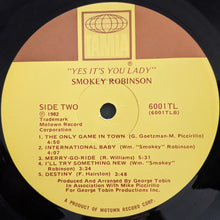 "YES IT'S YOU LADY"
SMOKEY ROBINSON
SIDE TWO
6001TL
(6001TLB)
℗ 1982
Trademark
Motown Record
Corporation
1. THE ONLY GAME IN TOWN (G. Goetzman-M. Piccirillo)
4:50
2. INTERNATIONAL BABY (Wm. "Smokey" Robinson)
4:07
3. MERRY-GO-RIDE (R. Williams) 5:31
4. I'LL TRY SOMETHING NEW (Wm. "Smokey"
Robinson) 3:36
5. DESTINY (F. Hairston) 3:48
Produced And Arranged By George Tobin
In Association With Mike Piccirillo
For George Tobin Productions Inc.
A PRODUCT OF MOTOWN RECORD CORP.